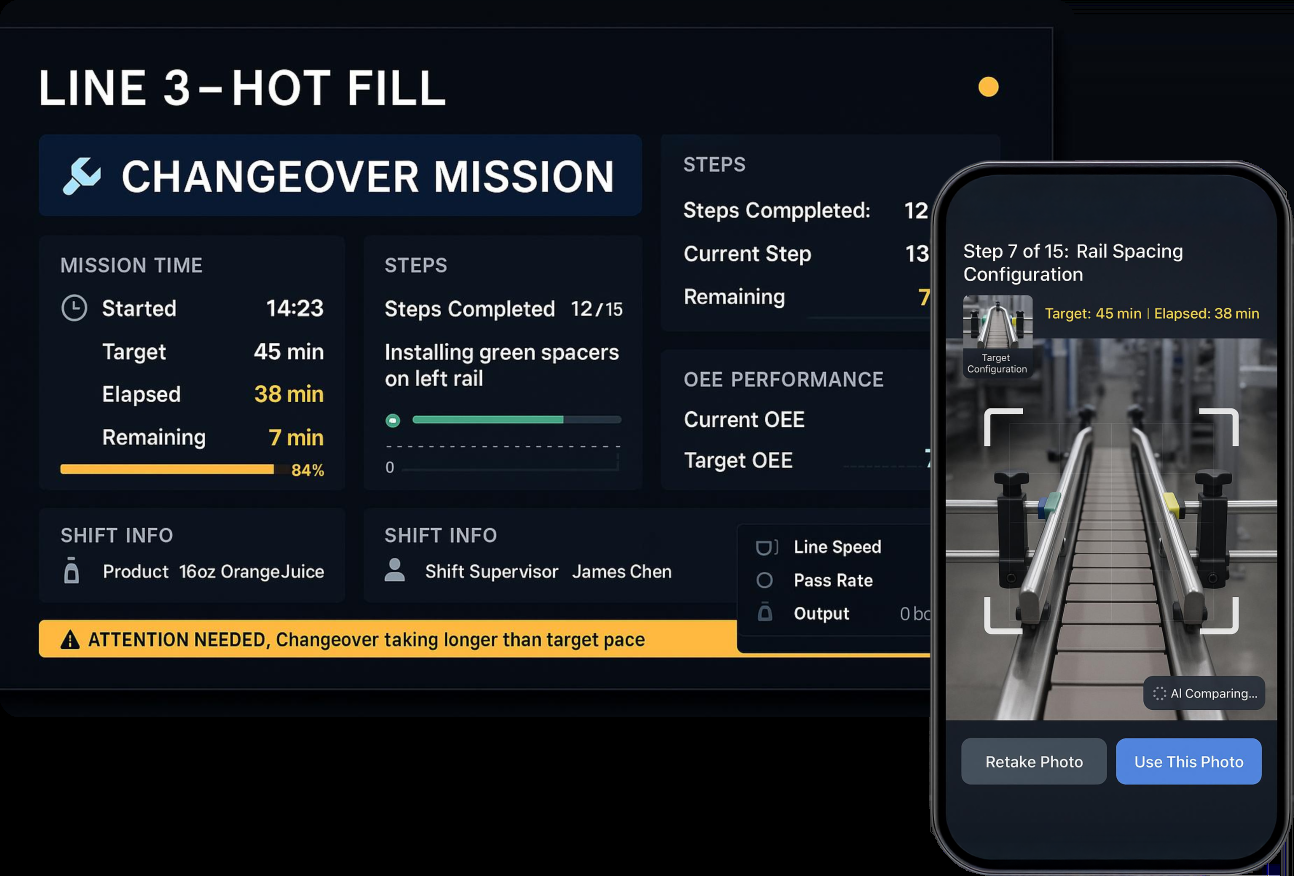 LINE 3–HOT FILL
CHANGEOVER MISSION
MISSION TIME
Started 14:23
Target 45 min
Elapsed 38 min
Remaining 7 min
84%
STEPS
Steps Completed 12/15
Installing green spacers
on left rail
0
STEPS
Steps Comppleted: 12
Current Step 13
Remaining 7
OEE PERFORMANCE
Current OEE
Target OEE
SHIFT INFO
Product 16oz OrangeJuice
SHIFT INFO
Shift Supervisor James Chen
Line Speed
Pass Rate
Output 0 bo
ATTENTION NEEDED, Changeover taking longer than target pace
Step 7 of 15: Rail Spacing
Configuration
Target: 45 min | Elapsed: 38 min
Target
Configuration
AI Comparing...
Retake Photo
Use This Photo